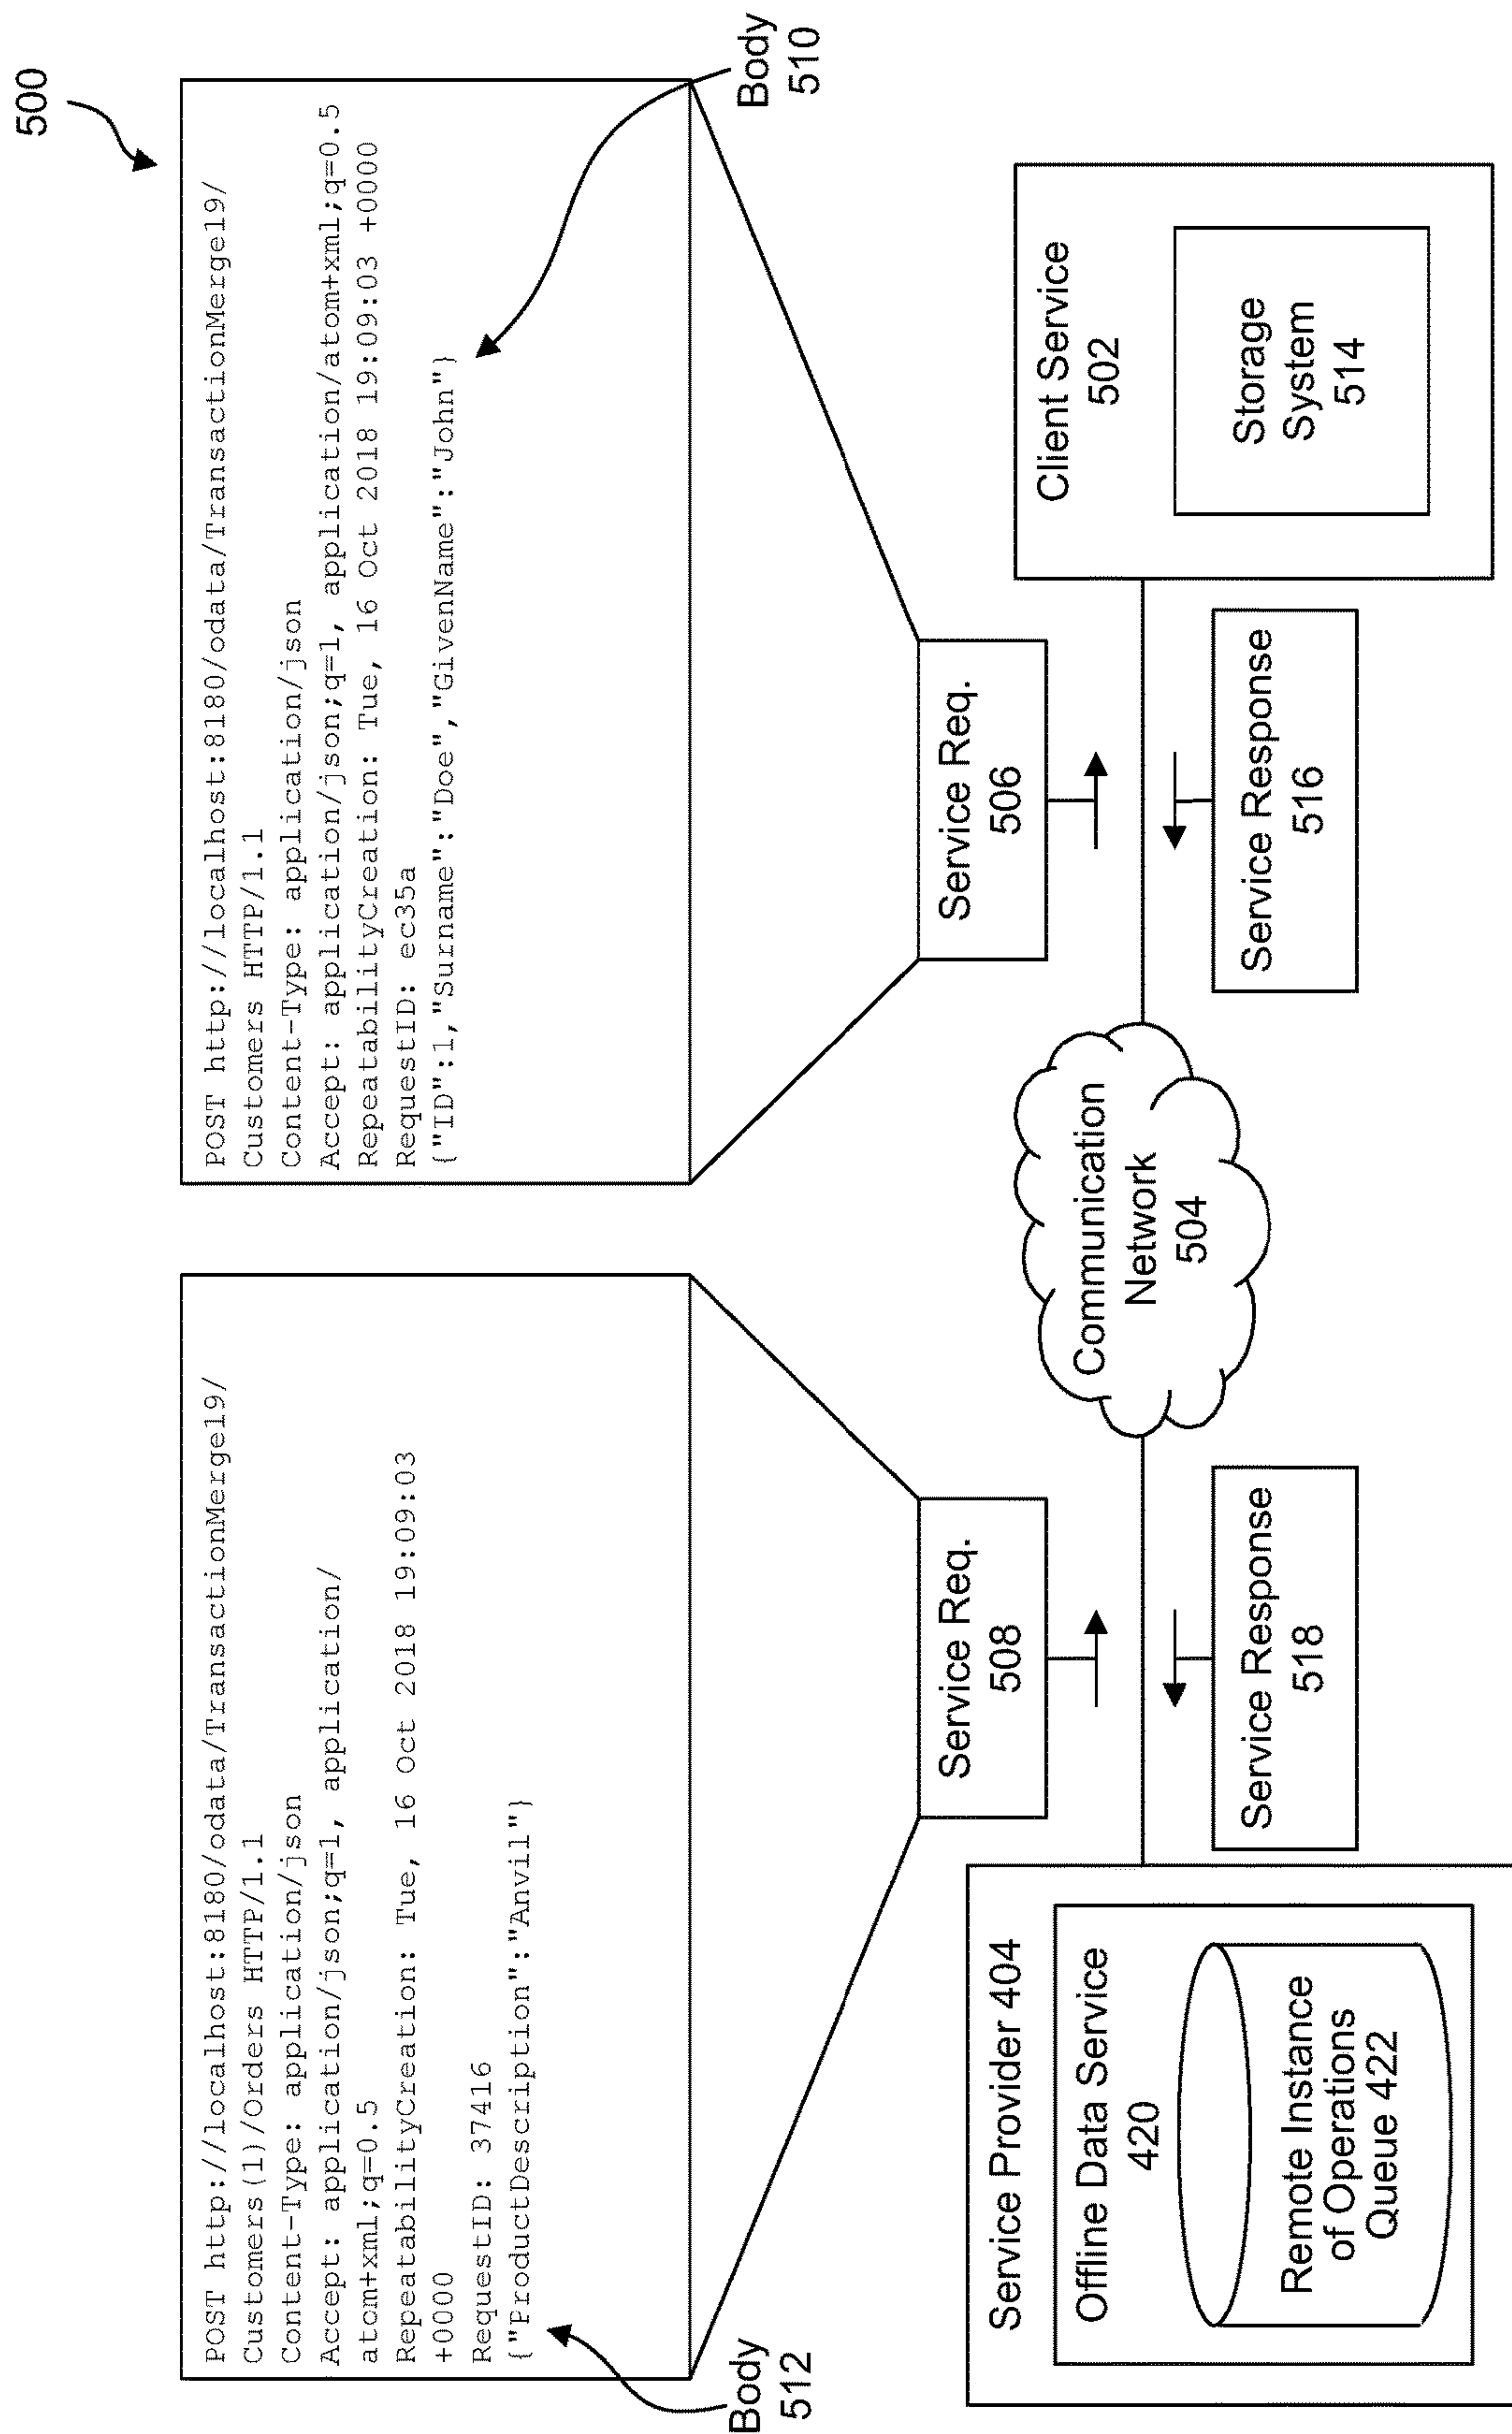 500
POST http://localhost:8180/odata/TransactionMerge19/
Customers(1)/Orders HTTP/1.1
Content-Type: application/json
Accept: application/json;q=1, application/
atom+xml;q=0.5
RepeatabilityCreation: Tue, 16 Oct 2018 19:09:03
+0000
RequestID: 37416
{"ProductDescription":"Anvil"}
Body
512
POST http://localhost:8180/odata/TransactionMerge19/
Customers HTTP/1.1
Content-Type: application/json
Accept: application/json;q=1, application/atom+xml;q=0.5
RepeatabilityCreation: Tue, 16 Oct 2018 19:09:03 +0000
RequestID: ec35a
{"ID":1,"Surname":"Doe","GivenName":"John"}
Body
510
Service Req.
508
Service Req.
506
Service Provider 404
Offline Data Service
420
Remote Instance
of Operations
Queue 422
Service Response
518
Communication
Network
504
Service Response
516
Client Service
502
Storage
System
514